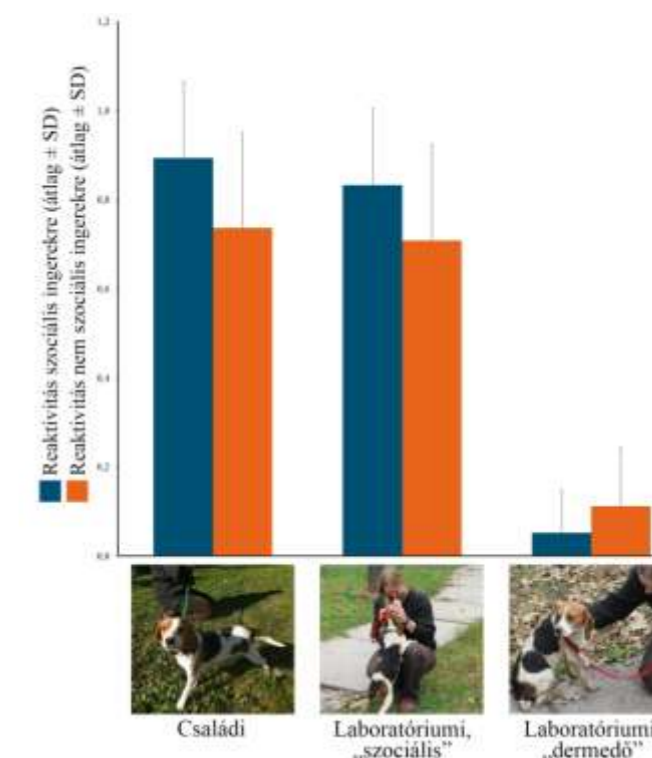 Reaktivitás szociális ingerekre (átlag ± SD)
Reaktivitás nem szociális ingerekre (átlag ± SD)
1,2
1,0
0,8
0,6
0,4
0,2
0,0
Családi
Laboratóriumi,
„szociális”
Laboratóriumi
„dermedő”